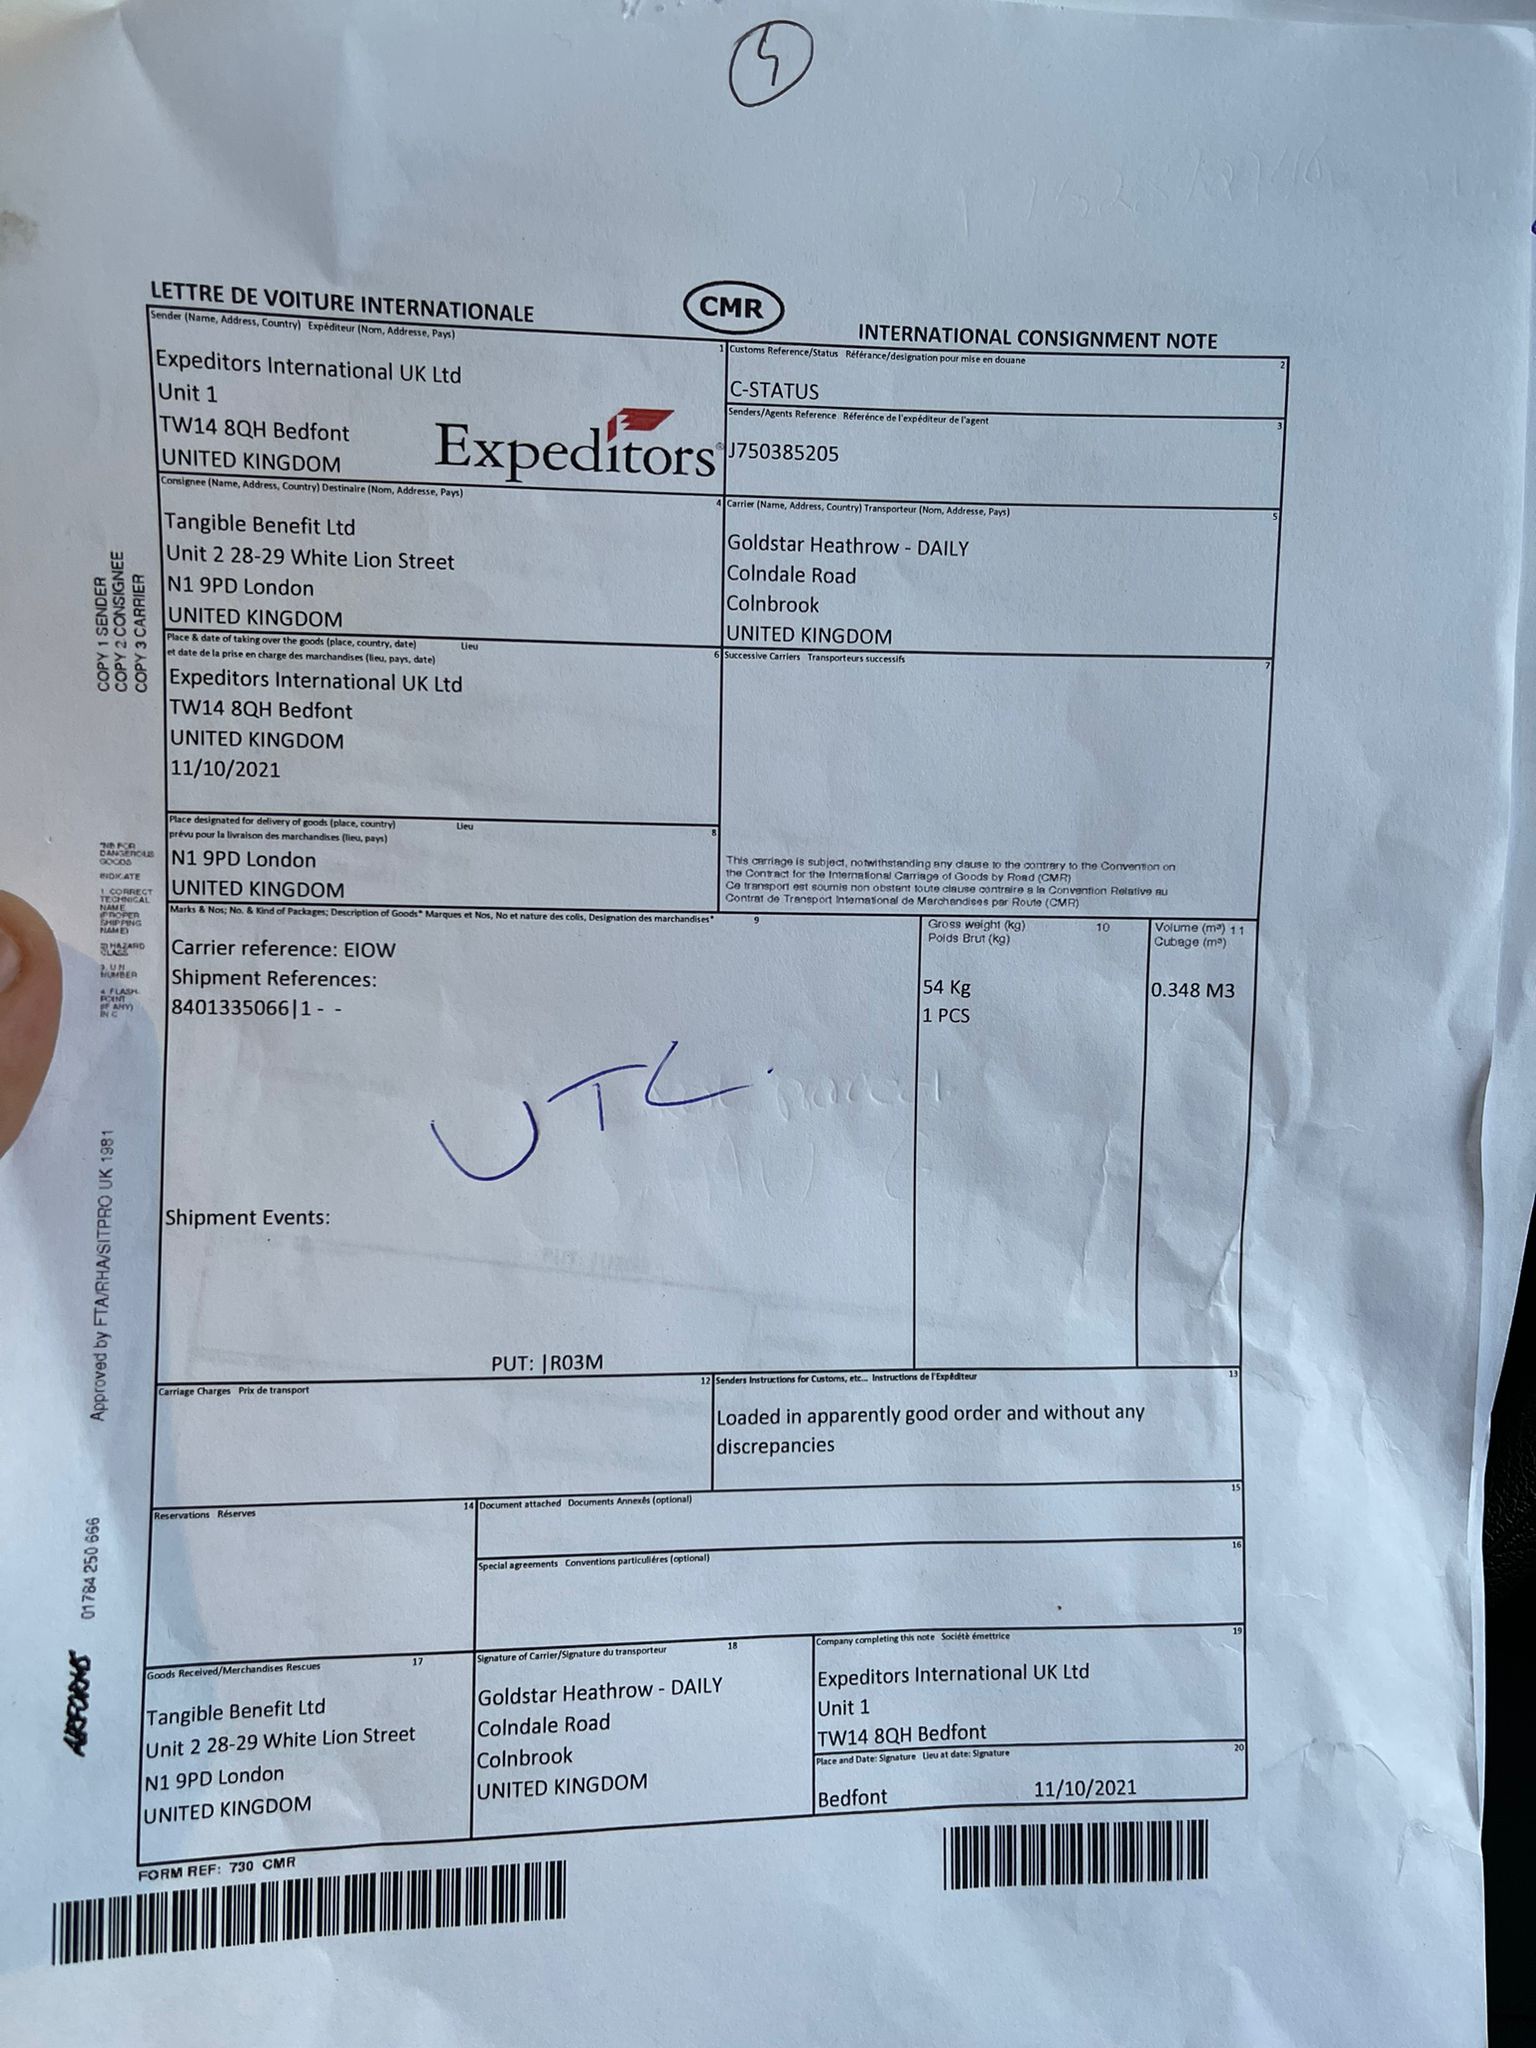 LETTRE DE VOITURE INTERNATIONALE
CMR
INTERNATIONAL CONSIGNMENT NOTE
Sender (Name, Address, Country) Expéditeur (Nom, Addresse, Pays)
1
Expeditors International UK Ltd
Unit 1
TW14 8QH Bedfont
UNITED KINGDOM
Expeditors
Customs Reference/Status Référance/designation pour mise en douane
2
C-STATUS
Senders/Agents Reference Référence de l'expéditeur de l'agent
3
J750385205
Consignee (Name, Address, Country) Destinaire (Nom, Addresse, Pays)
4
Tangible Benefit Ltd
Unit 2 28-29 White Lion Street
N1 9PD London
UNITED KINGDOM
Carrier (Name, Address, Country) Transporteur (Nom, Addresse, Pays)
5
Goldstar Heathrow - DAILY
Colndale Road
Colnbrook
UNITED KINGDOM
Place & date of taking over the goods (place, country, date) Lieu
et date de la prise en charge des marchandises (lieu, pays, date)
6
Expeditors International UK Ltd
TW14 8QH Bedfont
UNITED KINGDOM
11/10/2021
Successive Carriers Transporteurs successifs
7
Place designated for delivery of goods (place, country) Lieu
prévu pour la livraison des marchandises (lieu, pays)
8
N1 9PD London
UNITED KINGDOM
This carriage is subject, notwithstanding any clause to the contrary to the Convention on
the Contract for the International Carriage of Goods by Road (CMR)
Ce transport est soumis non obstant toute clause contraire a la Convention Relative au
Contrat de Transport International de Marchandises par Route (CMR)
Marks & Nos; No. & Kind of Packages; Description of Goods* Marques et Nos, No et nature des colis, Designation des marchandises*
9
Gross weight (kg) 10
Poids Brut (kg)
Volume (m³) 11
Cubage (m³)
Carrier reference: EIOW
Shipment References:
8401335066|1 - -
54 Kg
1 PCS
0.348 M3
UTL
Shipment Events:
PUT: |R03M
Carriage Charges Prix de transport
12
Senders Instructions for Customs, etc... Instructions de l'Expéditeur
13
Loaded in apparently good order and without any
discrepancies
Reservations Réserves
14
Document attached Documents Annexés (optional)
15
Special agreements Conventions particuliéres (optional)
16
Goods Received/Merchandises Rescues
17
Tangible Benefit Ltd
Unit 2 28-29 White Lion Street
N1 9PD London
UNITED KINGDOM
Signature of Carrier/Signature du transporteur
18
Goldstar Heathrow - DAILY
Colndale Road
Colnbrook
UNITED KINGDOM
Company completing this note Société émettrice
19
Expeditors International UK Ltd
Unit 1
TW14 8QH Bedfont
Place and Date: Signature Lieu at date: Signature
20
Bedfont 11/10/2021
FORM REF: 730 CMR
COPY 1 SENDER
COPY 2 CONSIGNEE
COPY 3 CARRIER
*NB FOR
DANGEROUS
GOODS
INDICATE
1. CORRECT
TECHNICAL
NAME
(PROPER
SHIPPING
NAME)
2. HAZARD
CLASS
3. U N
NUMBER
4. FLASH-
POINT
(IF ANY)
IN C
Approved by FTA/RHA/SITPRO UK 1981
01784 250 666
AIRFORMS